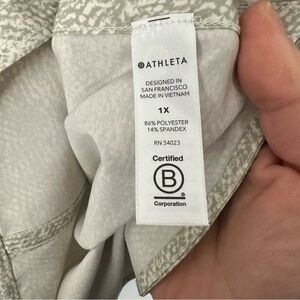 ATHLETA
DESIGNED IN
SAN FRANCISCO
MADE IN VIETNAM
1X
86% POLYESTER
14% SPANDEX
RN 54023
Certified
B
Corporation